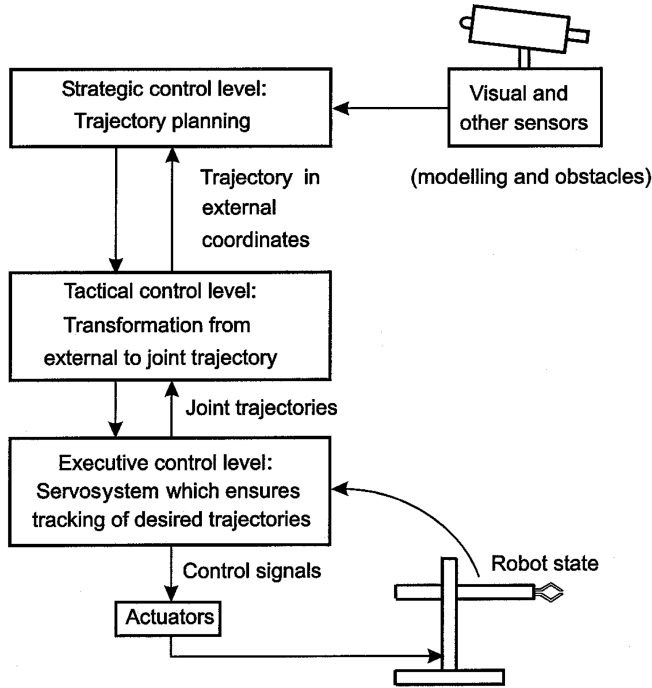 Strategic control level:
Trajectory planning
Visual and
other sensors
(modelling and obstacles)
Trajectory in
external
coordinates
Tactical control level:
Transformation from
external to joint trajectory
Joint trajectories
Executive control level:
Servosystem which ensures
tracking of desired trajectories
Control signals
Robot state
Actuators